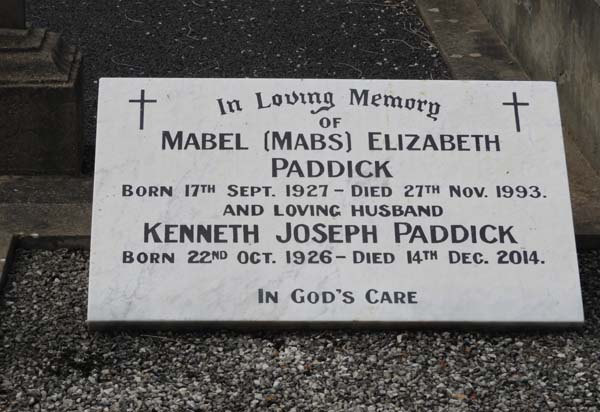 In Loving Memory
OF
MABEL (MABS) ELIZABETH
PADDICK
BORN 17TH SEPT. 1927 – DIED 27TH NOV. 1993.
AND LOVING HUSBAND
KENNETH JOSEPH PADDICK
BORN 22ND OCT. 1926 – DIED 14TH DEC. 2014.
IN GOD'S CARE